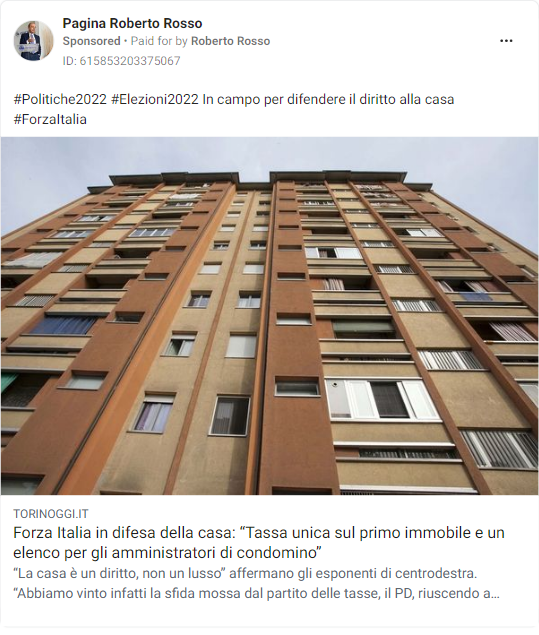 Pagina Roberto Rosso
Sponsored • Paid for by Roberto Rosso
ID: 615853203375067
#Politiche2022 #Elezioni2022 In campo per difendere il diritto alla casa
#ForzaItalia
TORINOGGI.IT
Forza Italia in difesa della casa: “Tassa unica sul primo immobile e un
elenco per gli amministratori di condominio”
“La casa è un diritto, non un lusso” affermano gli esponenti di centrodestra.
“Abbiamo vinto infatti la sfida mossa dal partito delle tasse, il PD, riuscendo a...